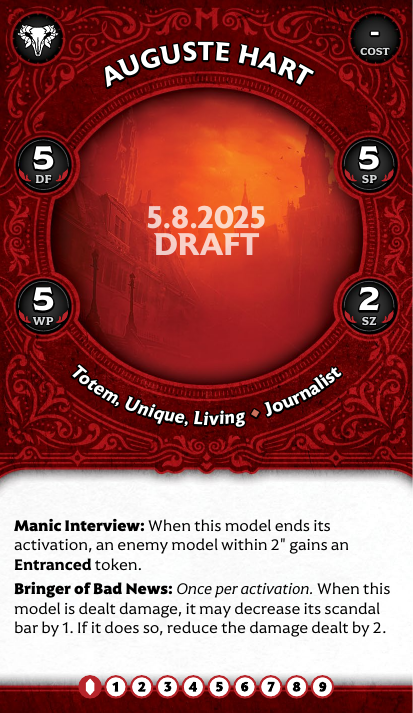 AUGUSTE HART
-
COST
5
DF
5
SP
5.8.2025
DRAFT
5
WP
2
SZ
Totem, Unique, Living ♦ Journalist
Manic Interview: When this model ends its
activation, an enemy model within 2" gains an
Entranced token.
Bringer of Bad News: Once per activation. When this
model is dealt damage, it may decrease its scandal
bar by 1. If it does so, reduce the damage dealt by 2.
1 2 3 4 5 6 7 8 9